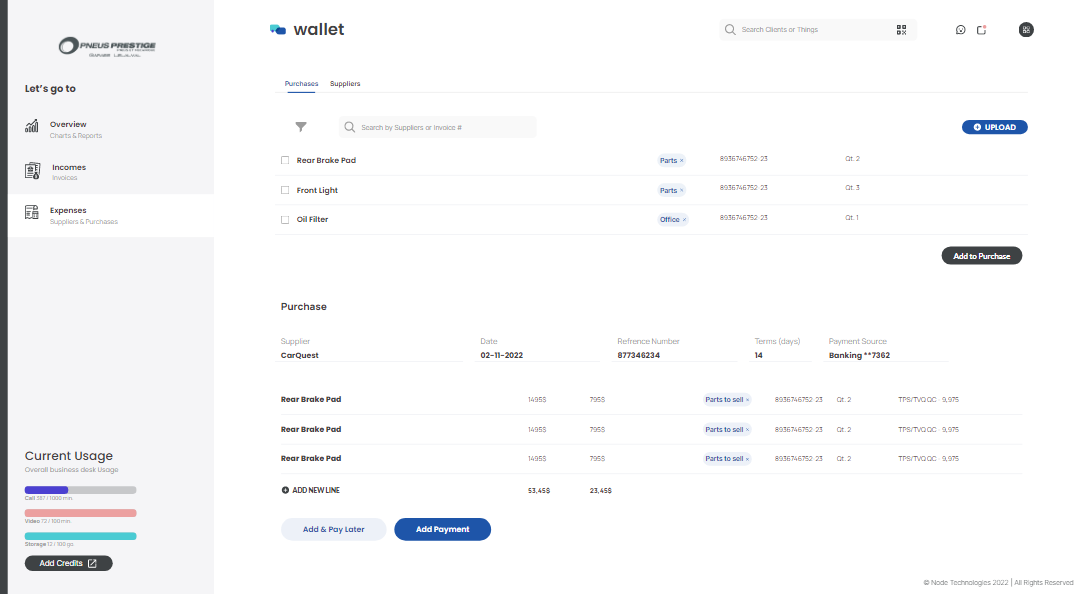 PNEUS PRESTIGE
Let's go to
Overview
Charts & Reports
Incomes
Invoices
Expenses
Suppliers & Purchases
Current Usage
Overall business desk Usage
Call 397 / 1000 min.
Video 72 / 100 min.
Storage 12 / 100 go.
Add Credits
wallet
Search Clients or Things
Purchases Suppliers
Search by Suppliers or Invoice #
UPLOAD
Rear Brake Pad Parts × 8936746752-23 Qt. 2
Front Light Parts × 8936746752-23 Qt. 3
Oil Filter Office × 8936746752-23 Qt. 1
Add to Purchase
Purchase
Supplier Date Refrence Number Terms (days) Payment Source
CarQuest 02-11-2022 877346234 14 Banking **7362
Rear Brake Pad 1495$ 795$ Parts to sell × 8936746752-23 Qt. 2 TPS/TVQ QC - 9,975
Rear Brake Pad 1495$ 795$ Parts to sell × 8936746752-23 Qt. 2 TPS/TVQ QC - 9,975
Rear Brake Pad 1495$ 795$ Parts to sell × 8936746752-23 Qt. 2 TPS/TVQ QC - 9,975
ADD NEW LINE 53,45$ 23,45$
Add & Pay Later Add Payment
© Node Technologies 2022 | All Rights Reserved